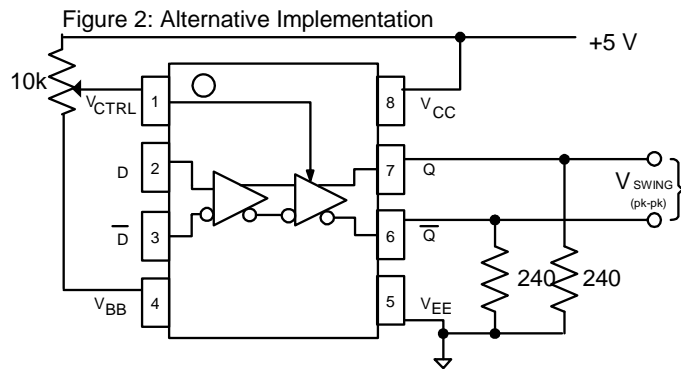 Figure 2: Alternative Implementation
+5 V
10k
VCTRL
1
8
VCC
D
2
7
Q
VSWING
(pk-pk)
D̅
3
6
Q̅
240
240
VBB
4
5
VEE